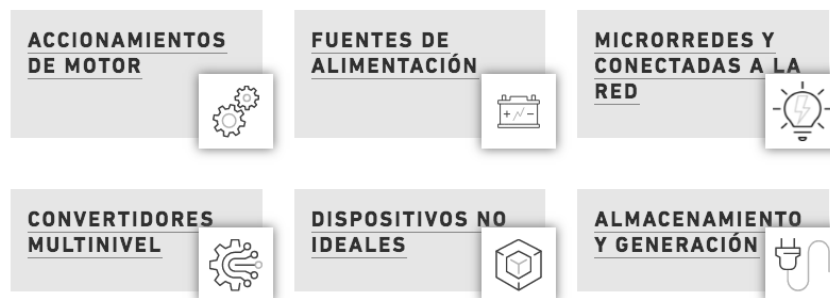 ACCIONAMIENTOS
DE MOTOR
FUENTES DE
ALIMENTACIÓN
MICRORREDES Y
CONECTADAS A LA
RED
CONVERTIDORES
MULTINIVEL
DISPOSITIVOS NO
IDEALES
ALMACENAMIENTO
Y GENERACIÓN